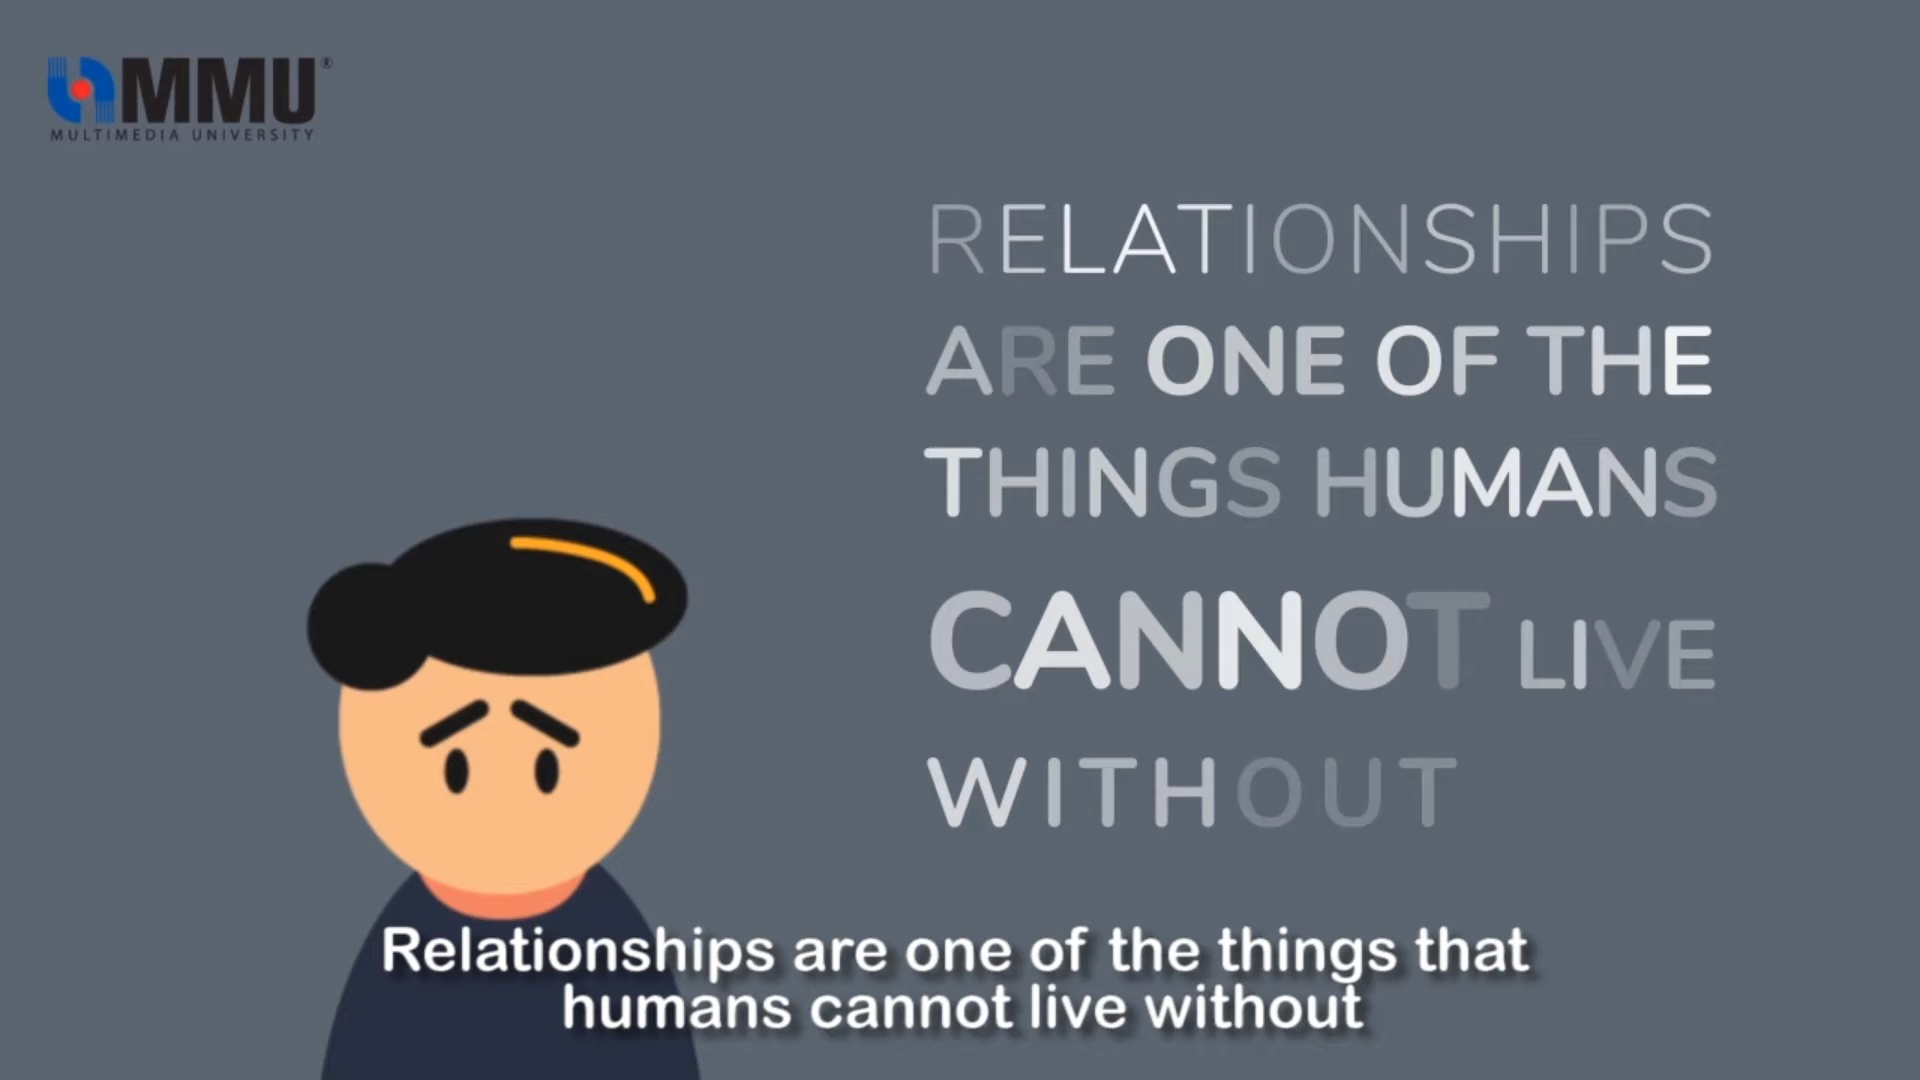 MMU®
MULTIMEDIA UNIVERSITY
RELATIONSHIPS
ARE ONE OF THE
THINGS HUMANS
CANNOT LIVE
WITHOUT
Relationships are one of the things that
humans cannot live without